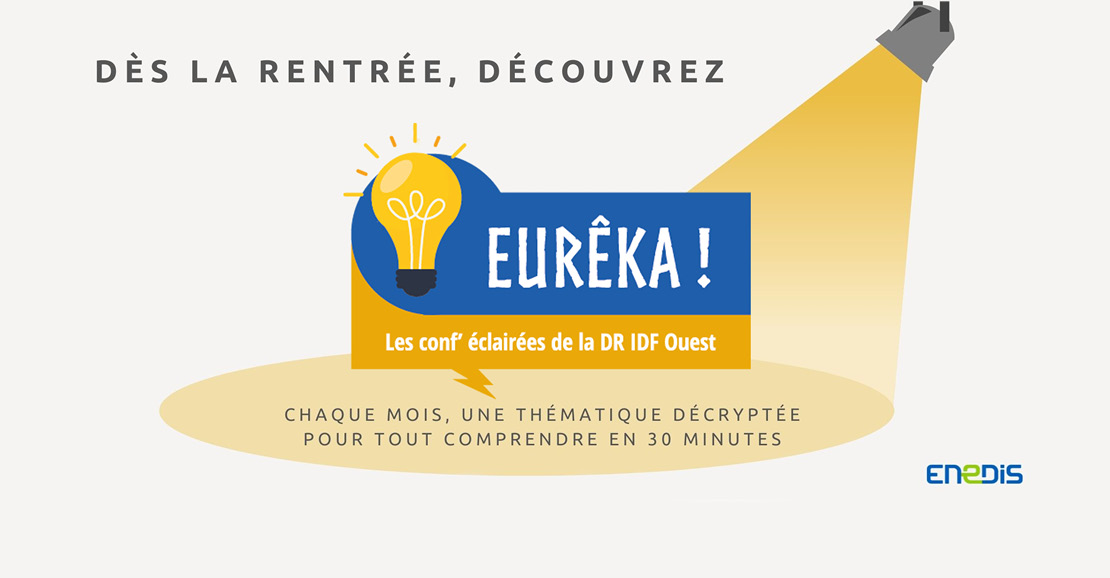 DÈS LA RENTRÉE, DÉCOUVREZ
EURÊKA !
Les conf' éclairées de la DR IDF Ouest
CHAQUE MOIS, UNE THÉMATIQUE DÉCRYPTÉE
POUR TOUT COMPRENDRE EN 30 MINUTES
ENEDIS